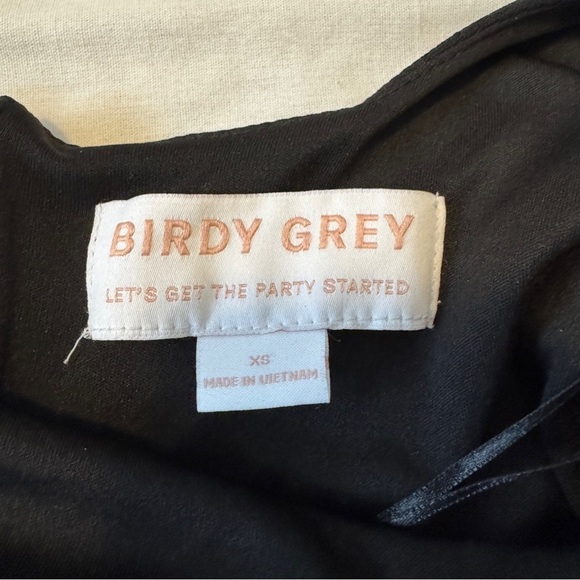 BIRDY GREY
LET'S GET THE PARTY STARTED
XS
MADE IN VIETNAM